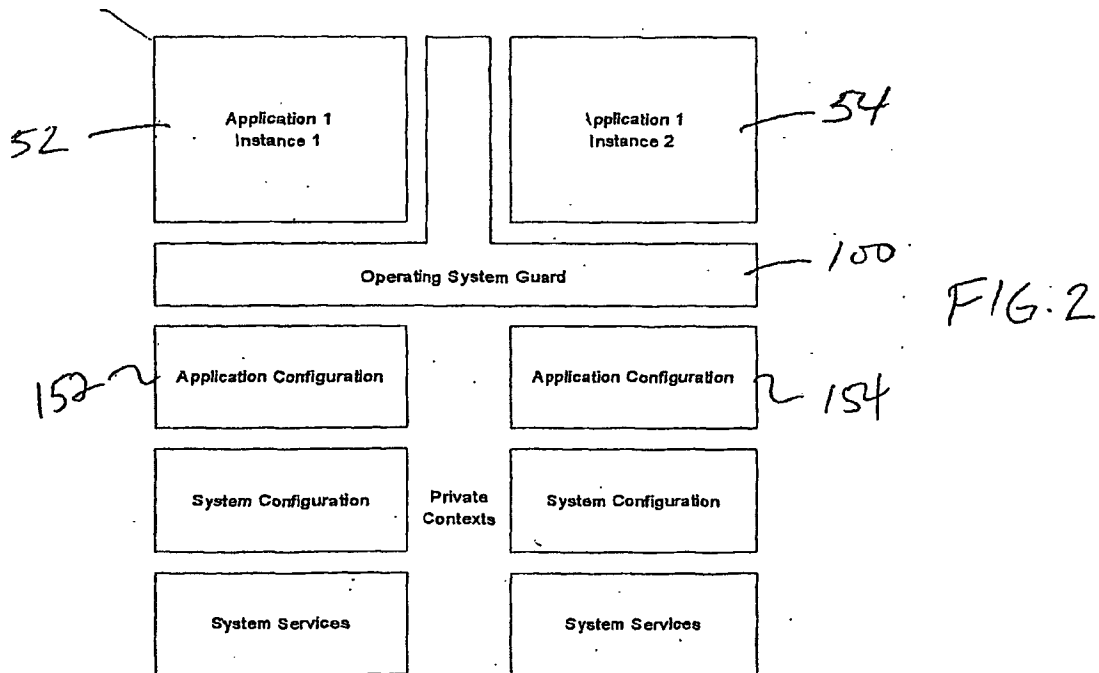 Application 1
Instance 1
Application 1
Instance 2
52
54
Operating System Guard
100
FIG. 2
Application Configuration
Application Configuration
152
154
System Configuration
Private
Contexts
System Configuration
System Services
System Services